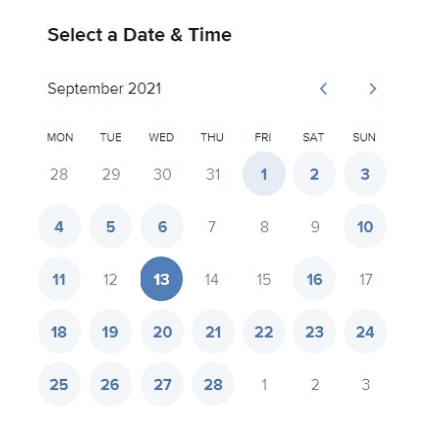 Select a Date & Time
September 2021
MON TUE WED THU FRI SAT SUN
28 29 30 31 1 2 3
4 5 6 7 8 9 10
11 12 13 14 15 16 17
18 19 20 21 22 23 24
25 26 27 28 1 2 3